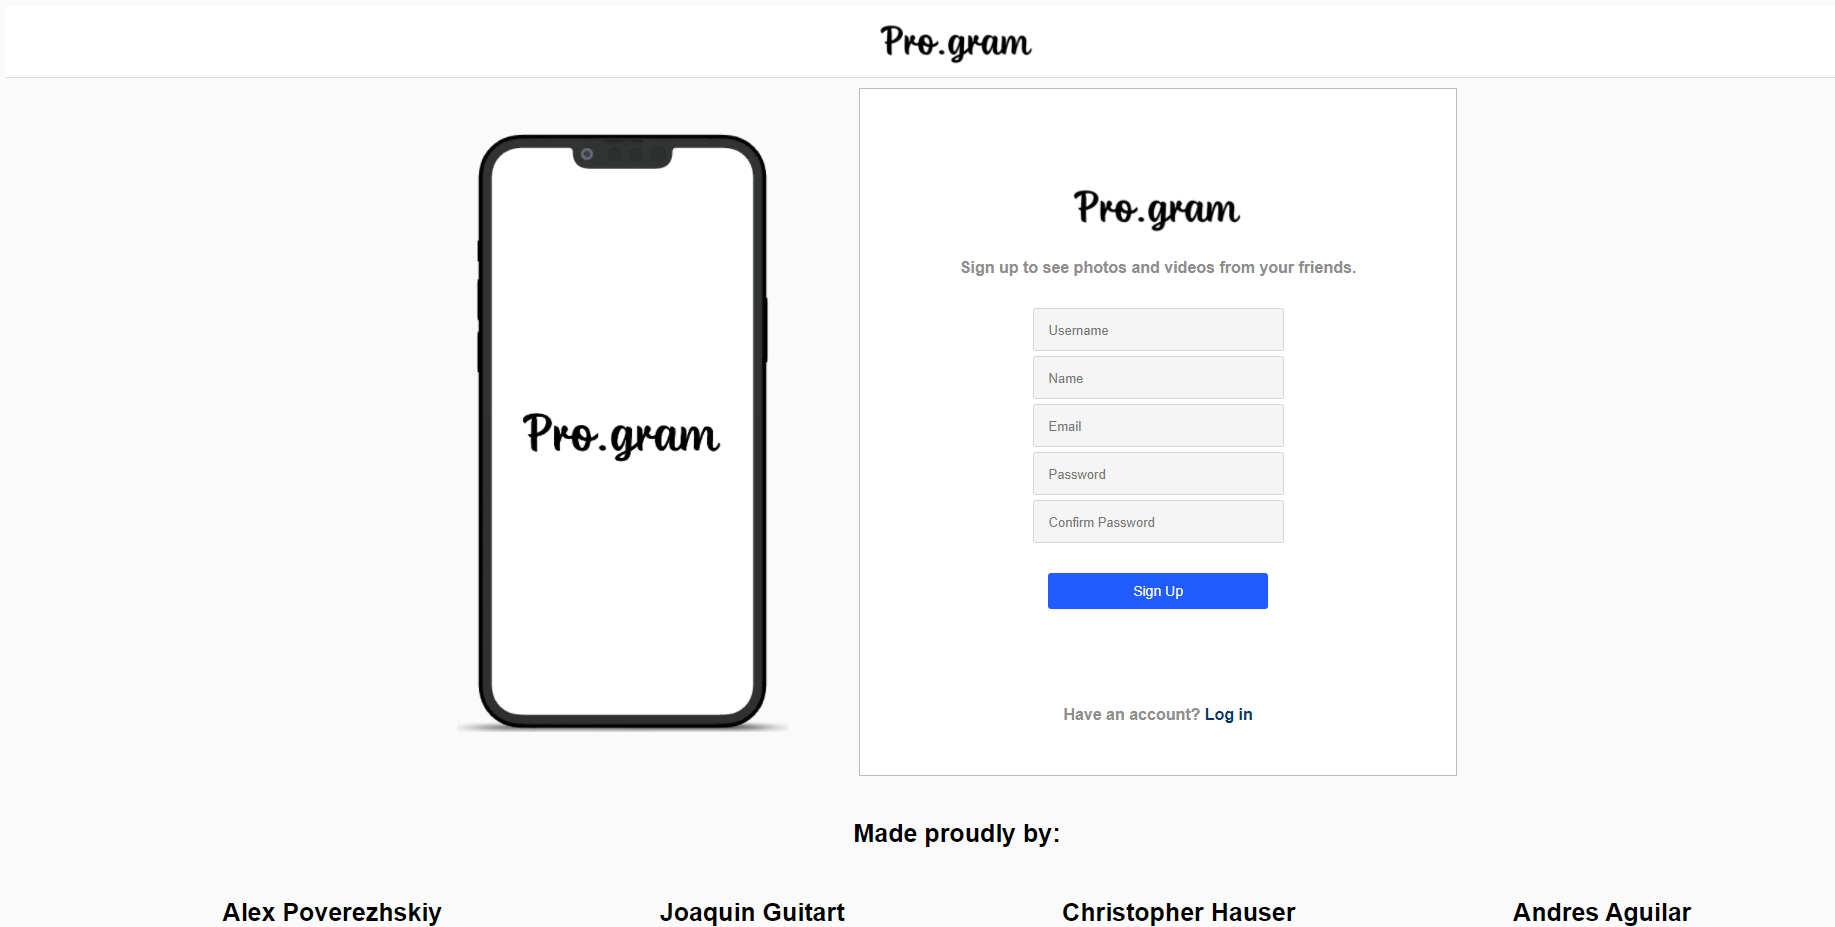 Pro.gram
Pro.gram
Pro.gram
Sign up to see photos and videos from your friends.
Username
Name
Email
Password
Confirm Password
Sign Up
Have an account? Log in
Made proudly by:
Alex Poverezhskiy
Joaquin Guitart
Christopher Hauser
Andres Aguilar